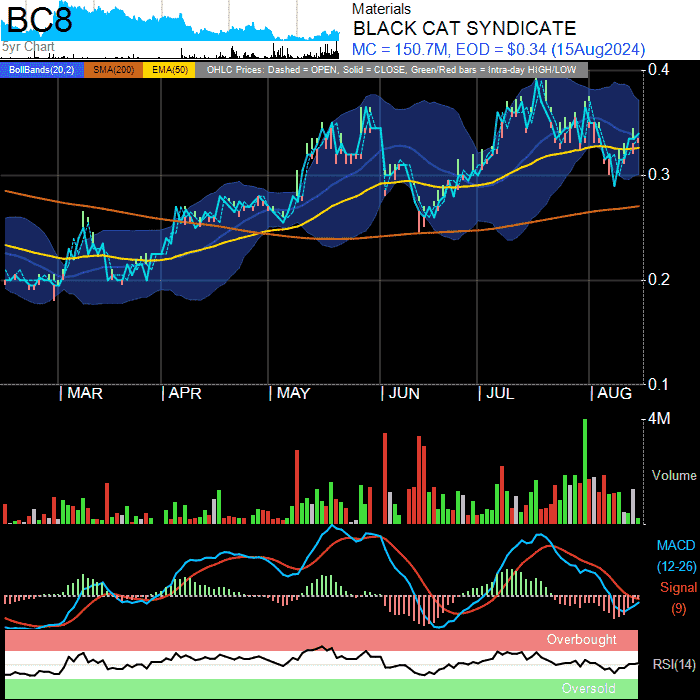 BC8
5yr Chart
Materials
BLACK CAT SYNDICATE
MC = 150.7M, EOD = $0.34 (15Aug2024)
BollBands(20,2) SMA(200) EMA(50) OHLC Prices: Dashed = OPEN, Solid = CLOSE, Green/Red bars = Intra-day HIGH/LOW
0.4
0.3
0.2
0.1
| MAR | APR | MAY | JUN | JUL | AUG
4M
Volume
MACD
(12-26)
Signal
(9)
Overbought
RSI(14)
Oversold